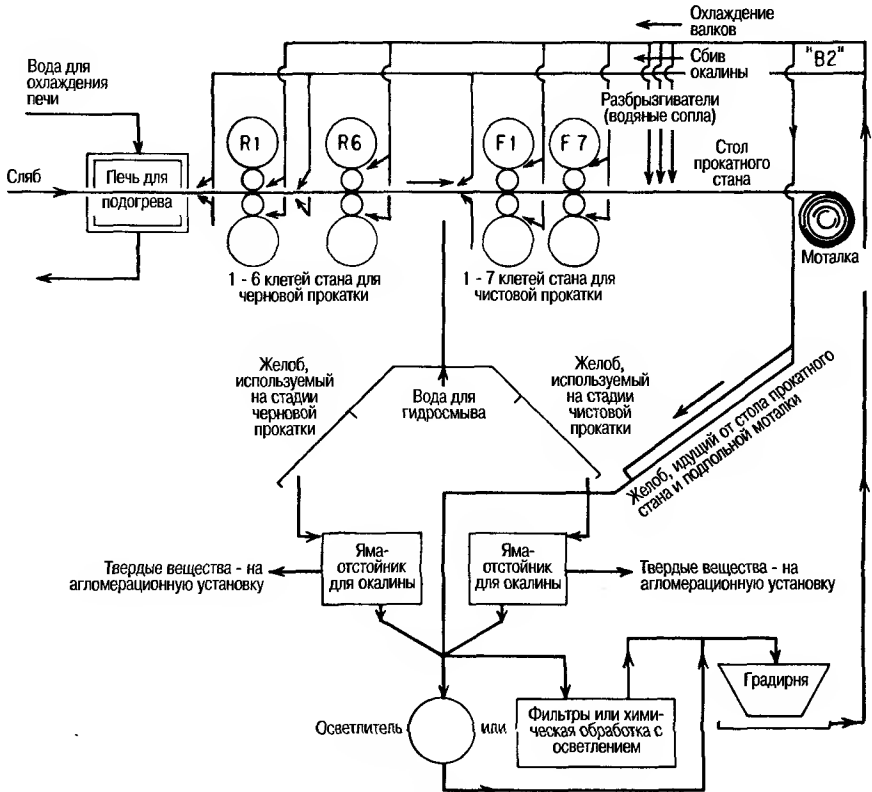 Охлаждение
валков
Сбив
окалины
"В2"
Вода для
охлаждения
печи
Разбрызгиватели
(водяные сопла)
R1
R6
F1
F7
Стол
прокатного
стана
Сляб
Печь для
подогрева
Моталка
1 - 6 клетей стана для
черновой прокатки
1 - 7 клетей стана для
чистовой прокатки
Желоб,
используемый
на стадии
черновой
прокатки
Вода для
гидросмыва
Желоб,
используемый
на стадии
чистовой
прокатки
Желоб, идущий от стола прокатного
стана и подпольной моталки
Твердые вещества - на
агломерационную установку
Яма-
отстойник
для окалины
Яма-
отстойник
для окалины
Твердые вещества - на
агломерационную установку
Градирня
Осветлитель
или
Фильтры или хими-
ческая обработка с
осветлением